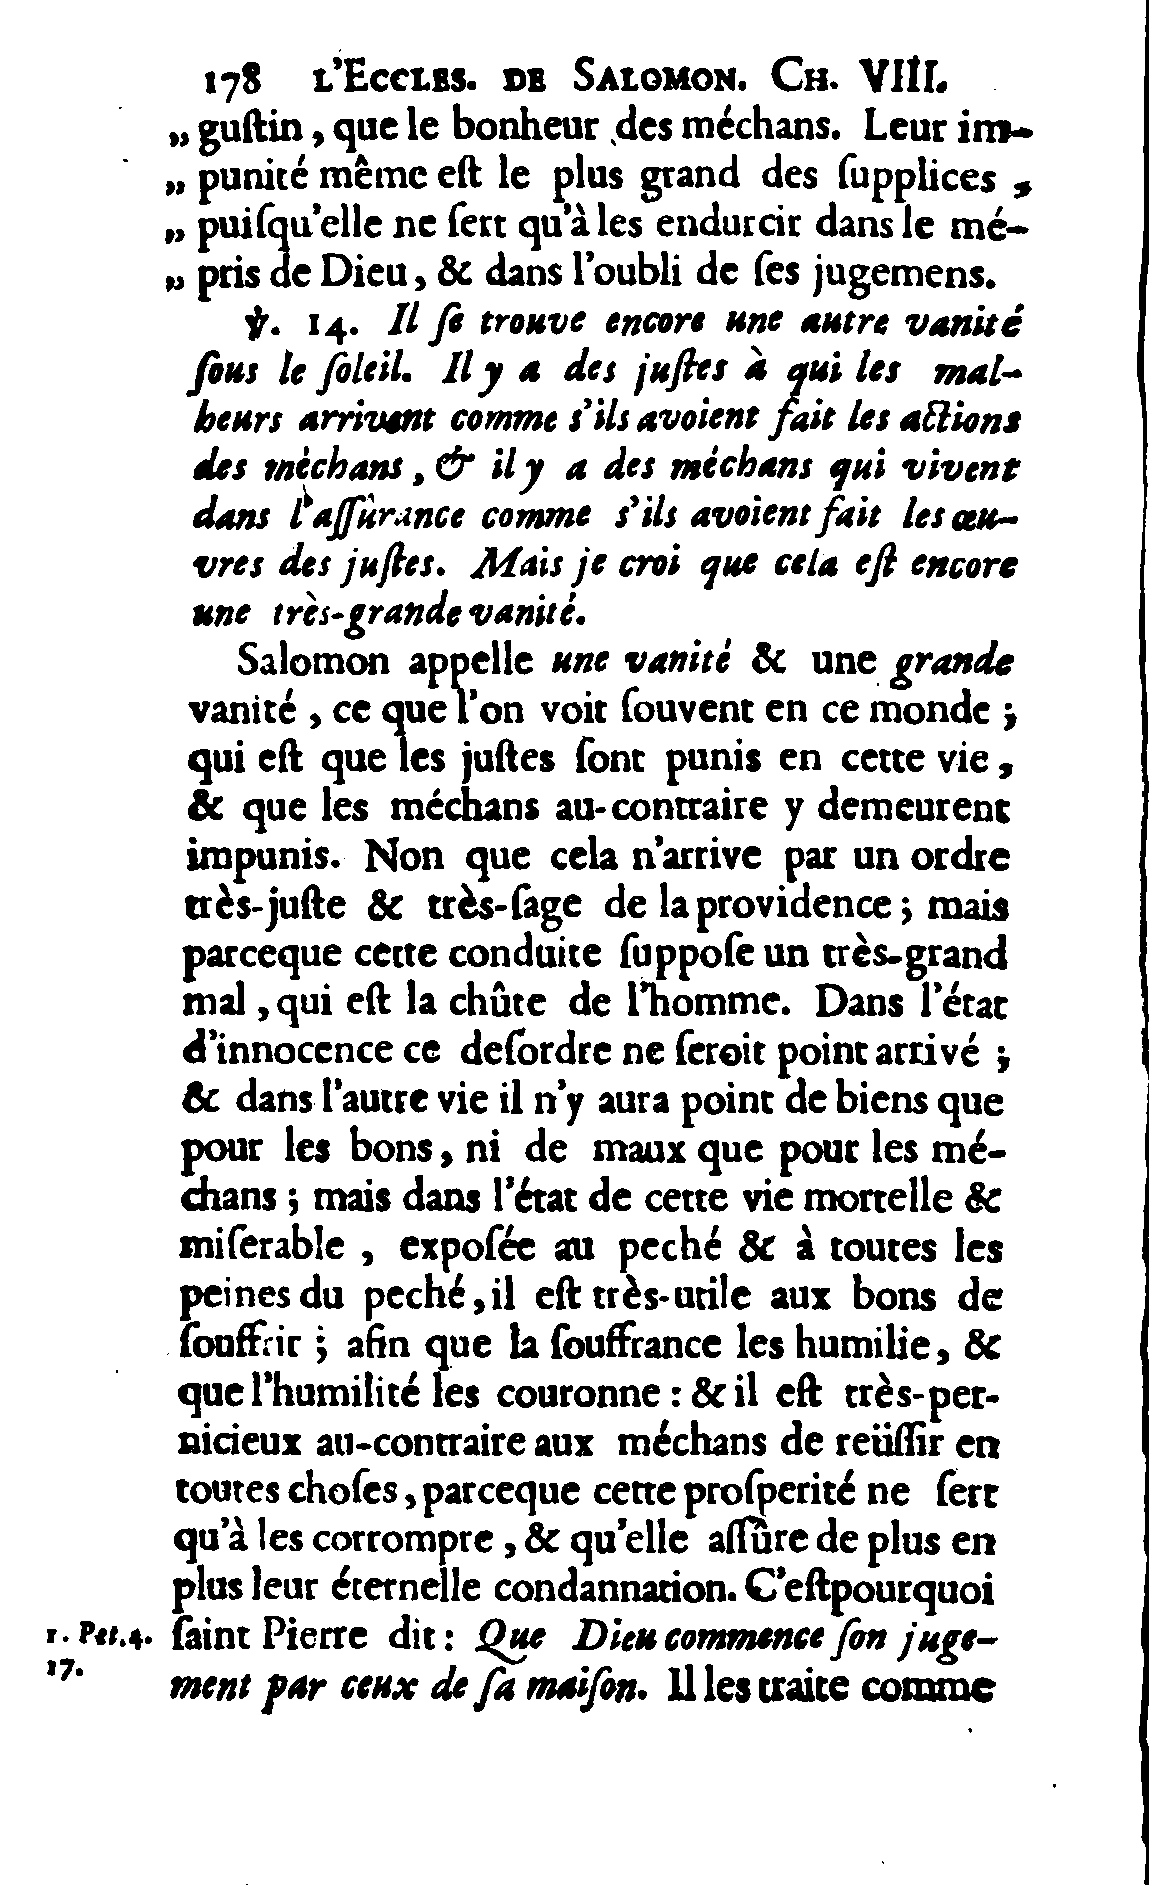 178 L'ECCLES. DE SALOMON. CH. VIII.
„ guſtin, que le bonheur des méchans. Leur im-
„ punité même eſt le plus grand des ſupplices,
„ puiſqu'elle ne ſert qu'à les endurcir dans le mé-
„ pris de Dieu, & dans l'oubli de ſes jugemens.
℣. 14. Il ſe trouve encore une autre vanité
ſous le ſoleil. Il y a des juſtes à qui les mal-
heurs arrivent comme s'ils avoient fait les actions
des méchans, & il y a des méchans qui vivent
dans l'aſſûrance comme s'ils avoient fait les œu-
vres des juſtes. Mais je croi que cela eſt encore
une très-grande vanité.
Salomon appelle une vanité & une grande
vanité, ce que l'on voit ſouvent en ce monde;
qui eſt que les juſtes ſont punis en cette vie,
& que les méchans au-contraire y demeurent
impunis. Non que cela n'arrive par un ordre
très-juſte & très-ſage de la providence; mais
parceque cette conduite ſuppoſe un très-grand
mal, qui eſt la chûte de l'homme. Dans l'état
d'innocence ce deſordre ne ſeroit point arrivé;
& dans l'autre vie il n'y aura point de biens que
pour les bons, ni de maux que pour les mé-
chans; mais dans l'état de cette vie mortelle &
miſerable, expoſée au peché & à toutes les
peines du peché, il eſt très-utile aux bons de
ſouffrir; afin que la ſouffrance les humilie, &
que l'humilité les couronne: & il eſt très-per-
nicieux au-contraire aux méchans de reüſſir en
toutes choſes, parceque cette proſperité ne ſert
qu'à les corrompre, & qu'elle aſſûre de plus en
plus leur éternelle condannation. C'eſtpourquoi
1. Pet. 4. ſaint Pierre dit: Que Dieu commence ſon juge-
17. ment par ceux de ſa maiſon. Il les traite comme